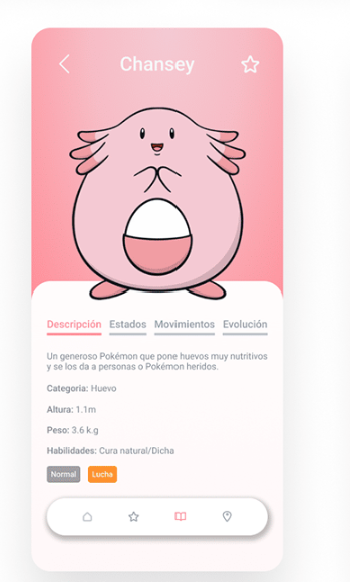 Chansey
Descripción Estados Movimientos Evolución
Un generoso Pokémon que pone huevos muy nutritivos
y se los da a personas o Pokémon heridos.
Categoria: Huevo
Altura: 1.1m
Peso: 3.6 k.g
Habilidades: Cura natural/Dicha
Normal Lucha